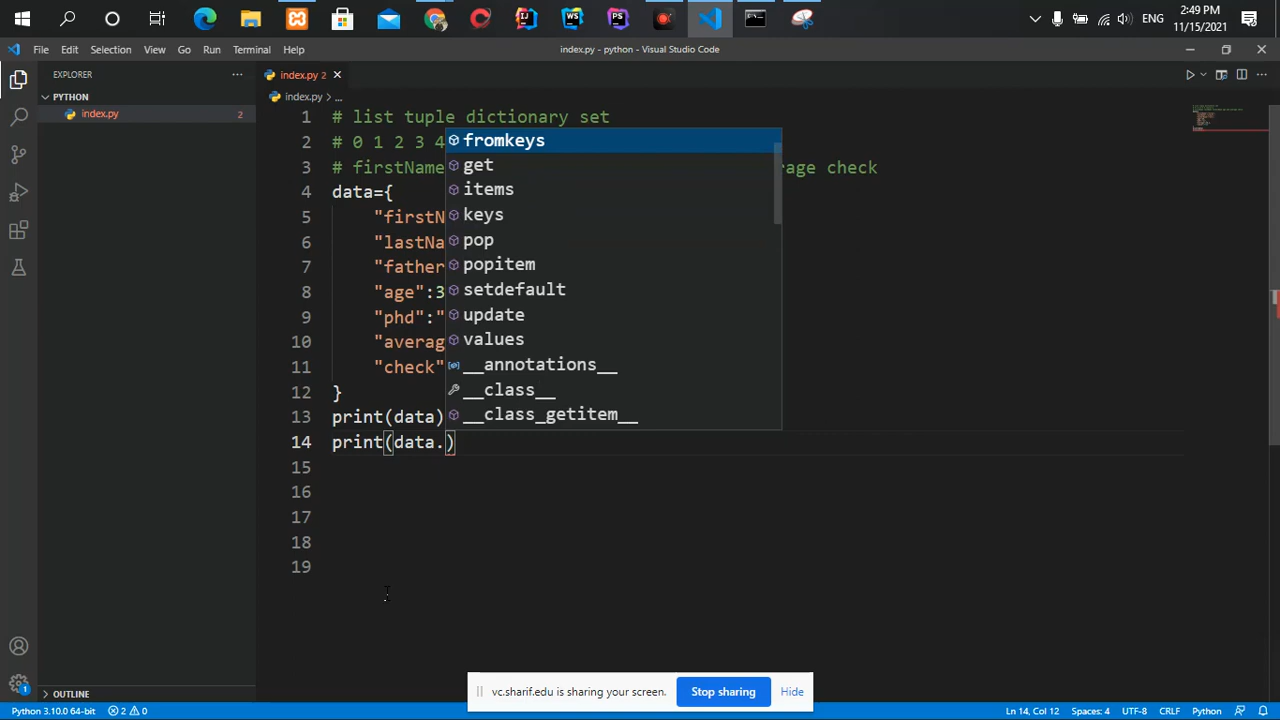 2:49 PM
ENG
11/15/2021
File Edit Selection View Go Run Terminal Help
index.py - python - Visual Studio Code
EXPLORER
index.py 2
PYTHON
index.py > ...
index.py 2
1 # list tuple dictionary set
2 # 0 1 2 3 4
3 # firstName age check
4 data={
5 "firstN
6 "lastNa
7 "father
8 "age":3
9 "phd":"
10 "averag
11 "check"
12 }
13 print(data)
14 print(data.)
15
16
17
18
19
fromkeys
get
items
keys
pop
popitem
setdefault
update
values
__annotations__
__class__
__class_getitem__
OUTLINE
vc.sharif.edu is sharing your screen. Stop sharing Hide
1
Python 3.10.0 64-bit 2 0 Ln 14, Col 12 Spaces: 4 UTF-8 CRLF Python